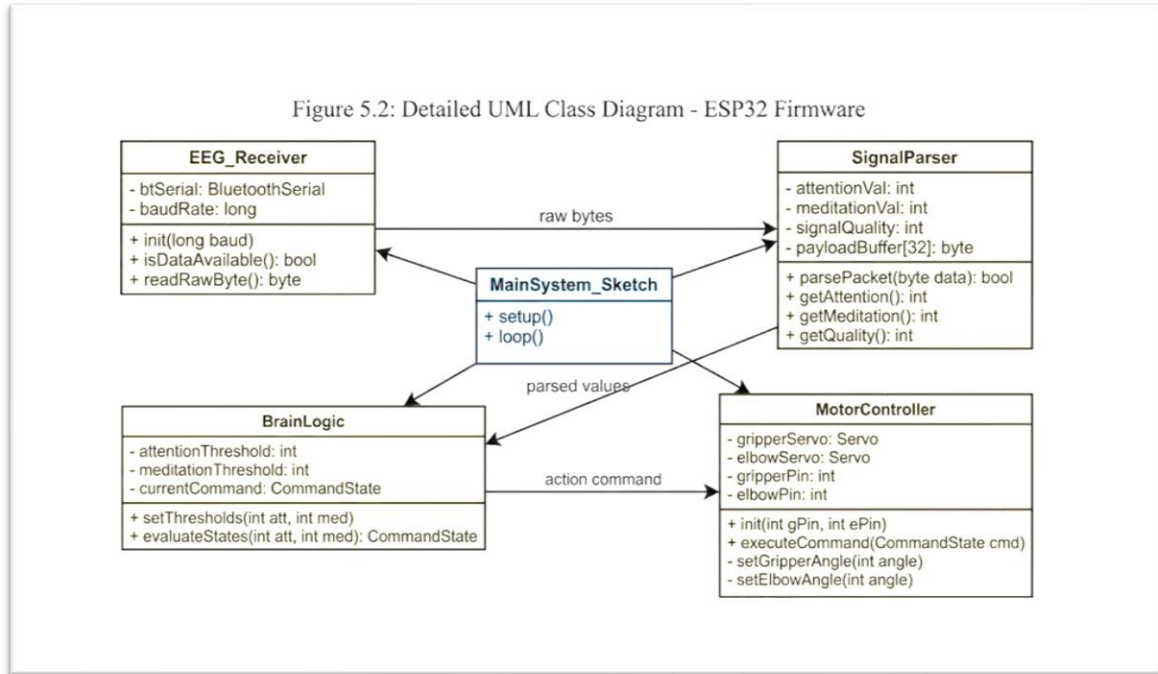 Figure 5.2: Detailed UML Class Diagram - ESP32 Firmware
EEG_Receiver
- btSerial: BluetoothSerial
- baudRate: long
+ init(long baud)
+ isDataAvailable(): bool
+ readRawByte(): byte
raw bytes
SignalParser
- attentionVal: int
- meditationVal: int
- signalQuality: int
- payloadBuffer[32]: byte
+ parsePacket(byte data): bool
+ getAttention(): int
+ getMeditation(): int
+ getQuality(): int
MainSystem_Sketch
+ setup()
+ loop()
parsed values
BrainLogic
- attentionThreshold: int
- meditationThreshold: int
- currentCommand: CommandState
+ setThresholds(int att, int med)
+ evaluateStates(int att, int med): CommandState
action command
MotorController
- gripperServo: Servo
- elbowServo: Servo
- gripperPin: int
- elbowPin: int
+ init(int gPin, int ePin)
+ executeCommand(CommandState cmd)
- setGripperAngle(int angle)
- setElbowAngle(int angle)